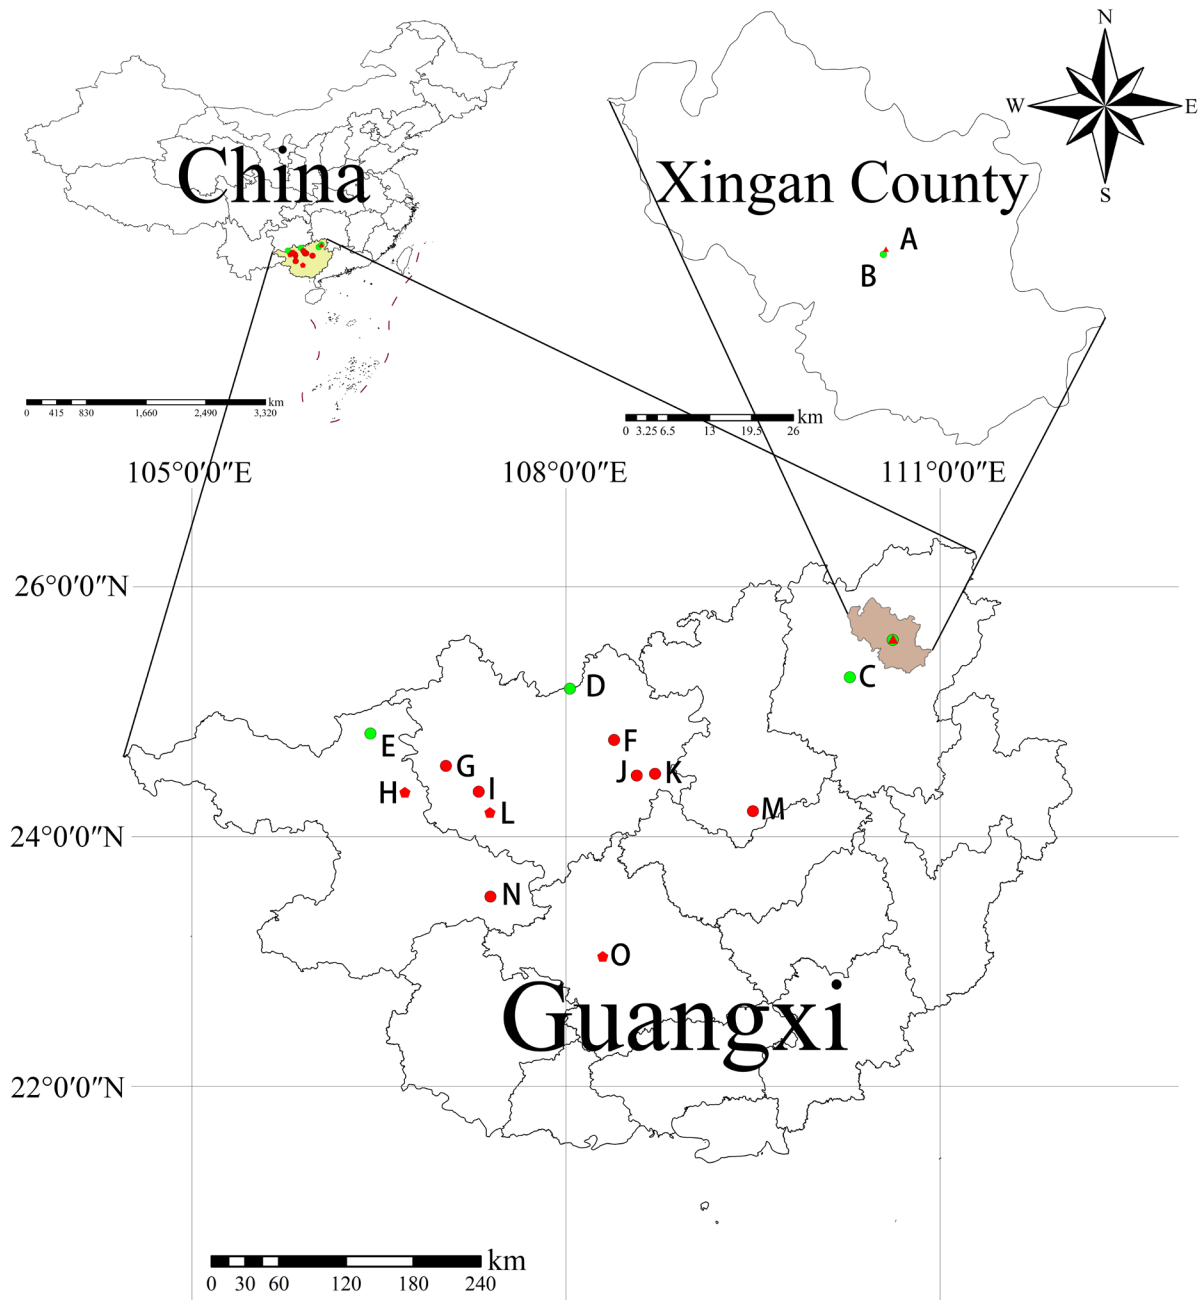 China
km
0 415 830 1,660 2,490 3,320
Xingan County
A
B
km
0 3.25 6.5 13 19.5 26
N
W E
S
105°0′0″E 108°0′0″E 111°0′0″E
26°0′0″N
24°0′0″N
22°0′0″N
C
D
E
F
G
H
I
J
K
L
M
N
O
Guangxi
km
0 30 60 120 180 240